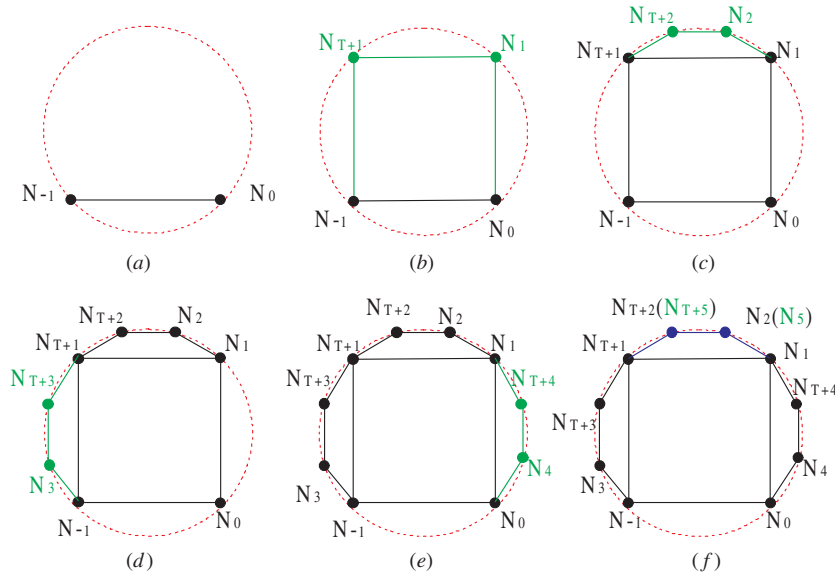 N-1 N0
(a)
NT+1 N1
N-1 N0
(b)
NT+2 N2
NT+1 N1
N-1 N0
(c)
NT+2 N2
NT+1 N1
NT+3
N3
N-1 N0
(d)
NT+2 N2
NT+1 N1
NT+3 NT+4
N3 N4
N-1 N0
(e)
NT+2(NT+5) N2(N5)
NT+1 N1
NT+4
NT+3
N3 N4
N-1 N0
(f)